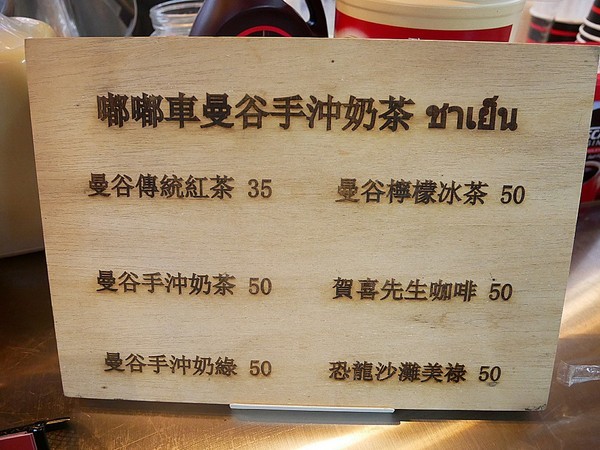 嘟嘟車曼谷手沖奶茶 ชาเย็น
曼谷傳統紅茶 35
曼谷檸檬冰茶 50
曼谷手沖奶茶 50
賀喜先生咖啡 50
曼谷手沖奶綠 50
恐龍沙灘美祿 50